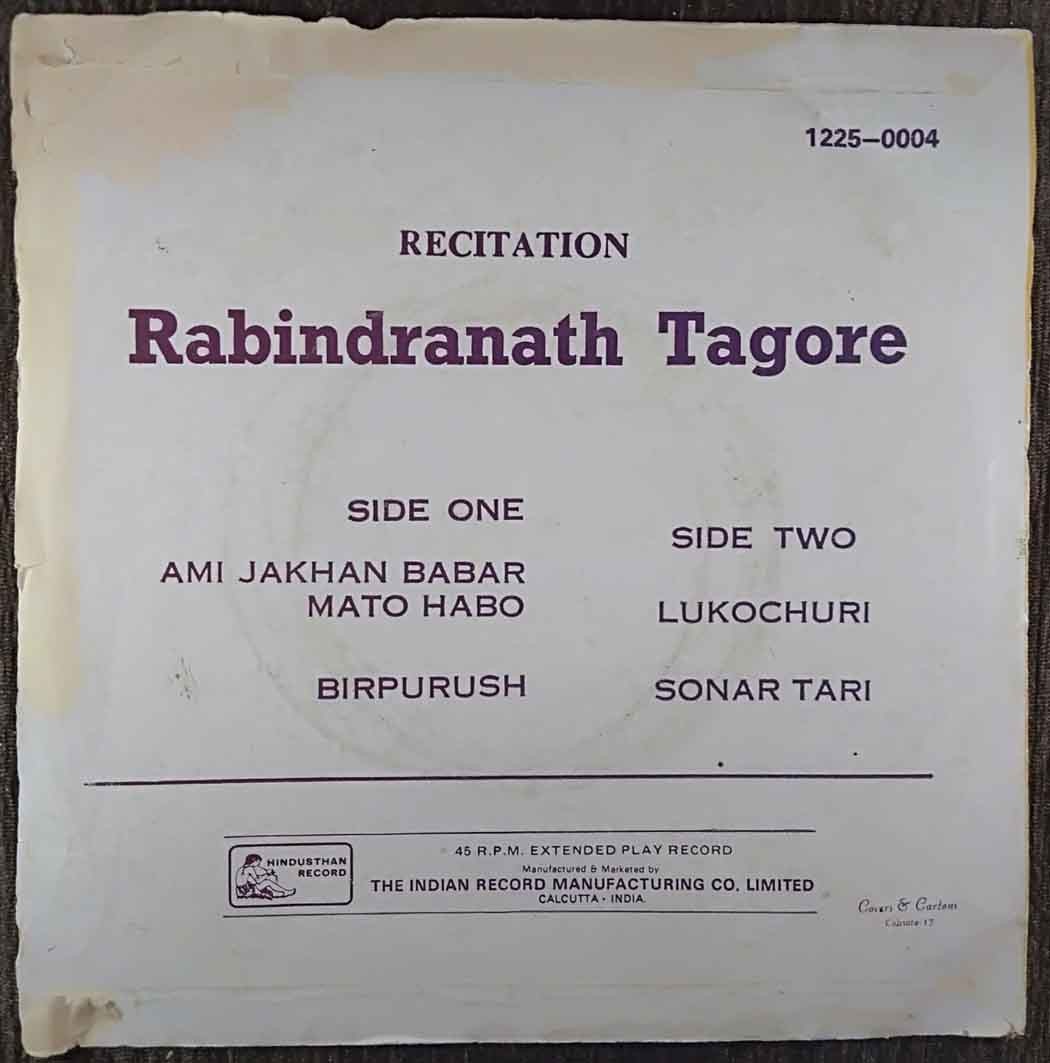 1225–0004
RECITATION
Rabindranath Tagore
SIDE ONE
AMI JAKHAN BABAR
MATO HABO
BIRPURUSH
SIDE TWO
LUKOCHURI
SONAR TARI
HINDUSTHAN
RECORD
45 R.P.M. EXTENDED PLAY RECORD
Manufactured & Marketed by
THE INDIAN RECORD MANUFACTURING CO. LIMITED
CALCUTTA - INDIA.
Covers & Cartons